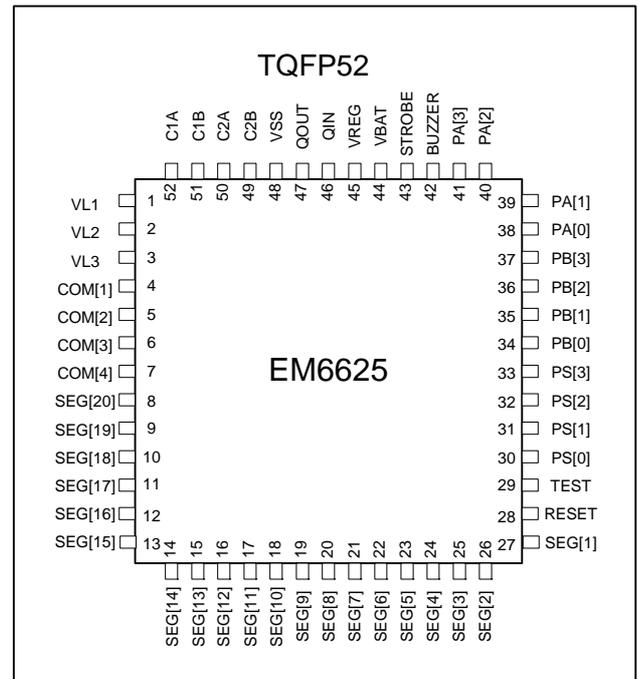 TQFP52
C1A C1B C2A C2B VSS QOUT QIN VREG VBAT STROBE BUZZER PA[3] PA[2]
52 51 50 49 48 47 46 45 44 43 42 41 40
VL1 1 39 PA[1]
VL2 2 38 PA[0]
VL3 3 37 PB[3]
COM[1] 4 36 PB[2]
COM[2] 5 35 PB[1]
COM[3] 6 34 PB[0]
EM6625
COM[4] 7 33 PS[3]
SEG[20] 8 32 PS[2]
SEG[19] 9 31 PS[1]
SEG[18] 10 30 PS[0]
SEG[17] 11 29 TEST
SEG[16] 12 28 RESET
SEG[15] 13 27 SEG[1]
14 15 16 17 18 19 20 21 22 23 24 25 26
SEG[14] SEG[13] SEG[12] SEG[11] SEG[10] SEG[9] SEG[8] SEG[7] SEG[6] SEG[5] SEG[4] SEG[3] SEG[2]